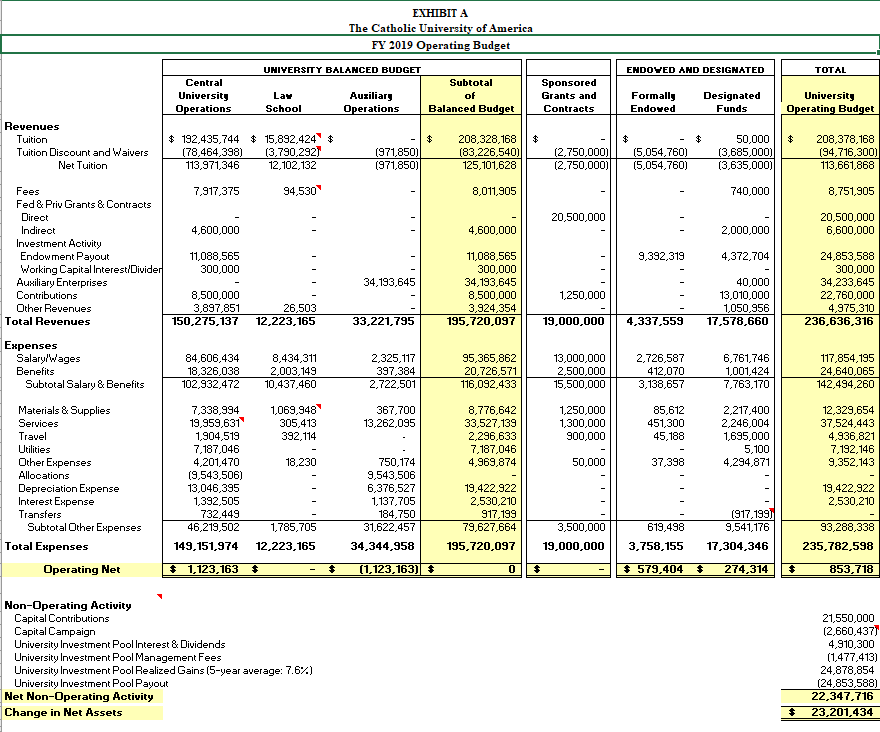 EXHIBIT A
The Catholic University of America
FY 2019 Operating Budget
UNIVERSITY BALANCED BUDGET ENDOWED AND DESIGNATED TOTAL
Central Subtotal Sponsored
University Law Auxiliary of Grants and Formally Designated University
Operations School Operations Balanced Budget Contracts Endowed Funds Operating Budget
Revenues
Tuition $ 192,435,744 $ 15,892,424 $ - $ 208,328,168 $ - $ - $ 50,000 $ 208,378,168
Tuition Discount and Waivers (78,464,398) (3,790,292) (971,850) (83,226,540) (2,750,000) (5,054,760) (3,685,000) (94,716,300)
Net Tuition 113,971,346 12,102,132 (971,850) 125,101,628 (2,750,000) (5,054,760) (3,635,000) 113,661,868
Fees 7,917,375 94,530 - 8,011,905 - 740,000 8,751,905
Fed & Priv Grants & Contracts
Direct - - - - 20,500,000 - - 20,500,000
Indirect 4,600,000 - - 4,600,000 - 2,000,000 6,600,000
Investment Activity
Endowment Payout 11,088,565 - - 11,088,565 9,392,319 4,372,704 24,853,588
Working Capital Interest/Divider 300,000 - - 300,000 - - 300,000
Auxiliary Enterprises - - 34,193,645 34,193,645 - 40,000 34,233,645
Contributions 8,500,000 - - 8,500,000 1,250,000 - 13,010,000 22,760,000
Other Revenues 3,897,851 26,503 - 3,924,354 - 1,050,956 4,975,310
Total Revenues 150,275,137 12,223,165 33,221,795 195,720,097 19,000,000 4,337,559 17,578,660 236,636,316
Expenses
Salary/Wages 84,606,434 8,434,311 2,325,117 95,365,862 13,000,000 2,726,587 6,761,746 117,854,195
Benefits 18,326,038 2,003,149 397,384 20,726,571 2,500,000 412,070 1,001,424 24,640,065
Subtotal Salary & Benefits 102,932,472 10,437,460 2,722,501 116,092,433 15,500,000 3,138,657 7,763,170 142,494,260
Materials & Supplies 7,338,994 1,069,948 367,700 8,776,642 1,250,000 85,612 2,217,400 12,329,654
Services 19,959,631 305,413 13,262,095 33,527,139 1,300,000 451,300 2,246,004 37,524,443
Travel 1,904,519 392,114 - 2,296,633 900,000 45,188 1,695,000 4,936,821
Utilities 7,187,046 - 7,187,046 - - 5,100 7,192,146
Other Expenses 4,201,470 18,230 750,174 4,969,874 50,000 37,398 4,294,871 9,352,143
Allocations (9,543,506) - 9,543,506 - - - -
Depreciation Expense 13,046,395 - 6,376,527 19,422,922 - - - 19,422,922
Interest Expense 1,392,505 - 1,137,705 2,530,210 - - - 2,530,210
Transfers 732,449 - 184,750 917,199 - - (917,199) -
Subtotal Other Expenses 46,219,502 1,785,705 31,622,457 79,627,664 3,500,000 619,498 9,541,176 93,288,338
Total Expenses 149,151,974 12,223,165 34,344,958 195,720,097 19,000,000 3,758,155 17,304,346 235,782,598
Operating Net $ 1,123,163 $ - $ (1,123,163) $ 0 $ - $ 579,404 $ 274,314 $ 853,718
Non-Operating Activity
Capital Contributions 21,550,000
Capital Campaign (2,660,437)
University Investment Pool Interest & Dividends 4,910,300
University Investment Pool Management Fees (1,477,413)
University Investment Pool Realized Gains (5-year average: 7.6%) 24,878,854
University Investment Pool Payout (24,853,588)
Net Non-Operating Activity 22,347,716
Change in Net Assets $ 23,201,434